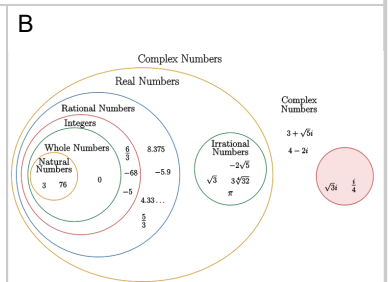 B
Complex Numbers
Real Numbers
Rational Numbers
Integers
Whole Numbers
Natural
Numbers
3 76
0
6/3
-68
-5
8.375
-5.9
4.33...
5/3
Irrational
Numbers
-2√5
√3 3∜32
π
Complex
Numbers
3 + √5i
4 - 2i
√3i i/4